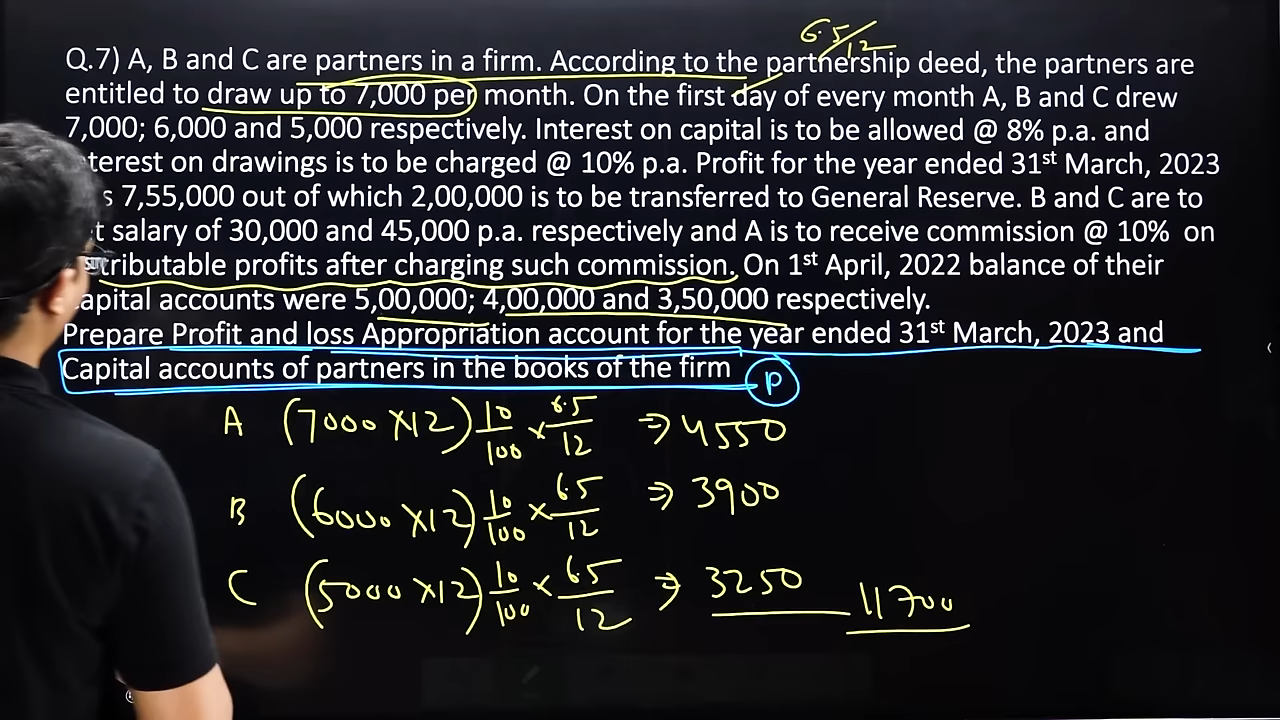 6.5/12
Q.7) A, B and C are partners in a firm. According to the partnership deed, the partners are
entitled to draw up to 7,000 per month. On the first day of every month A, B and C drew
7,000; 6,000 and 5,000 respectively. Interest on capital is to be allowed @ 8% p.a. and
terest on drawings is to be charged @ 10% p.a. Profit for the year ended 31st March, 2023
s 7,55,000 out of which 2,00,000 is to be transferred to General Reserve. B and C are to
t salary of 30,000 and 45,000 p.a. respectively and A is to receive commission @ 10% on
tributable profits after charging such commission. On 1st April, 2022 balance of their
apital accounts were 5,00,000; 4,00,000 and 3,50,000 respectively.
Prepare Profit and loss Appropriation account for the year ended 31st March, 2023 and
Capital accounts of partners in the books of the firm P
A (7000 X12) 10/100 x 6.5/12 => 4550
B (6000 X12) 10/100 x 6.5/12 => 3900
C (5000 X12) 10/100 x 6.5/12 => 3250 11700